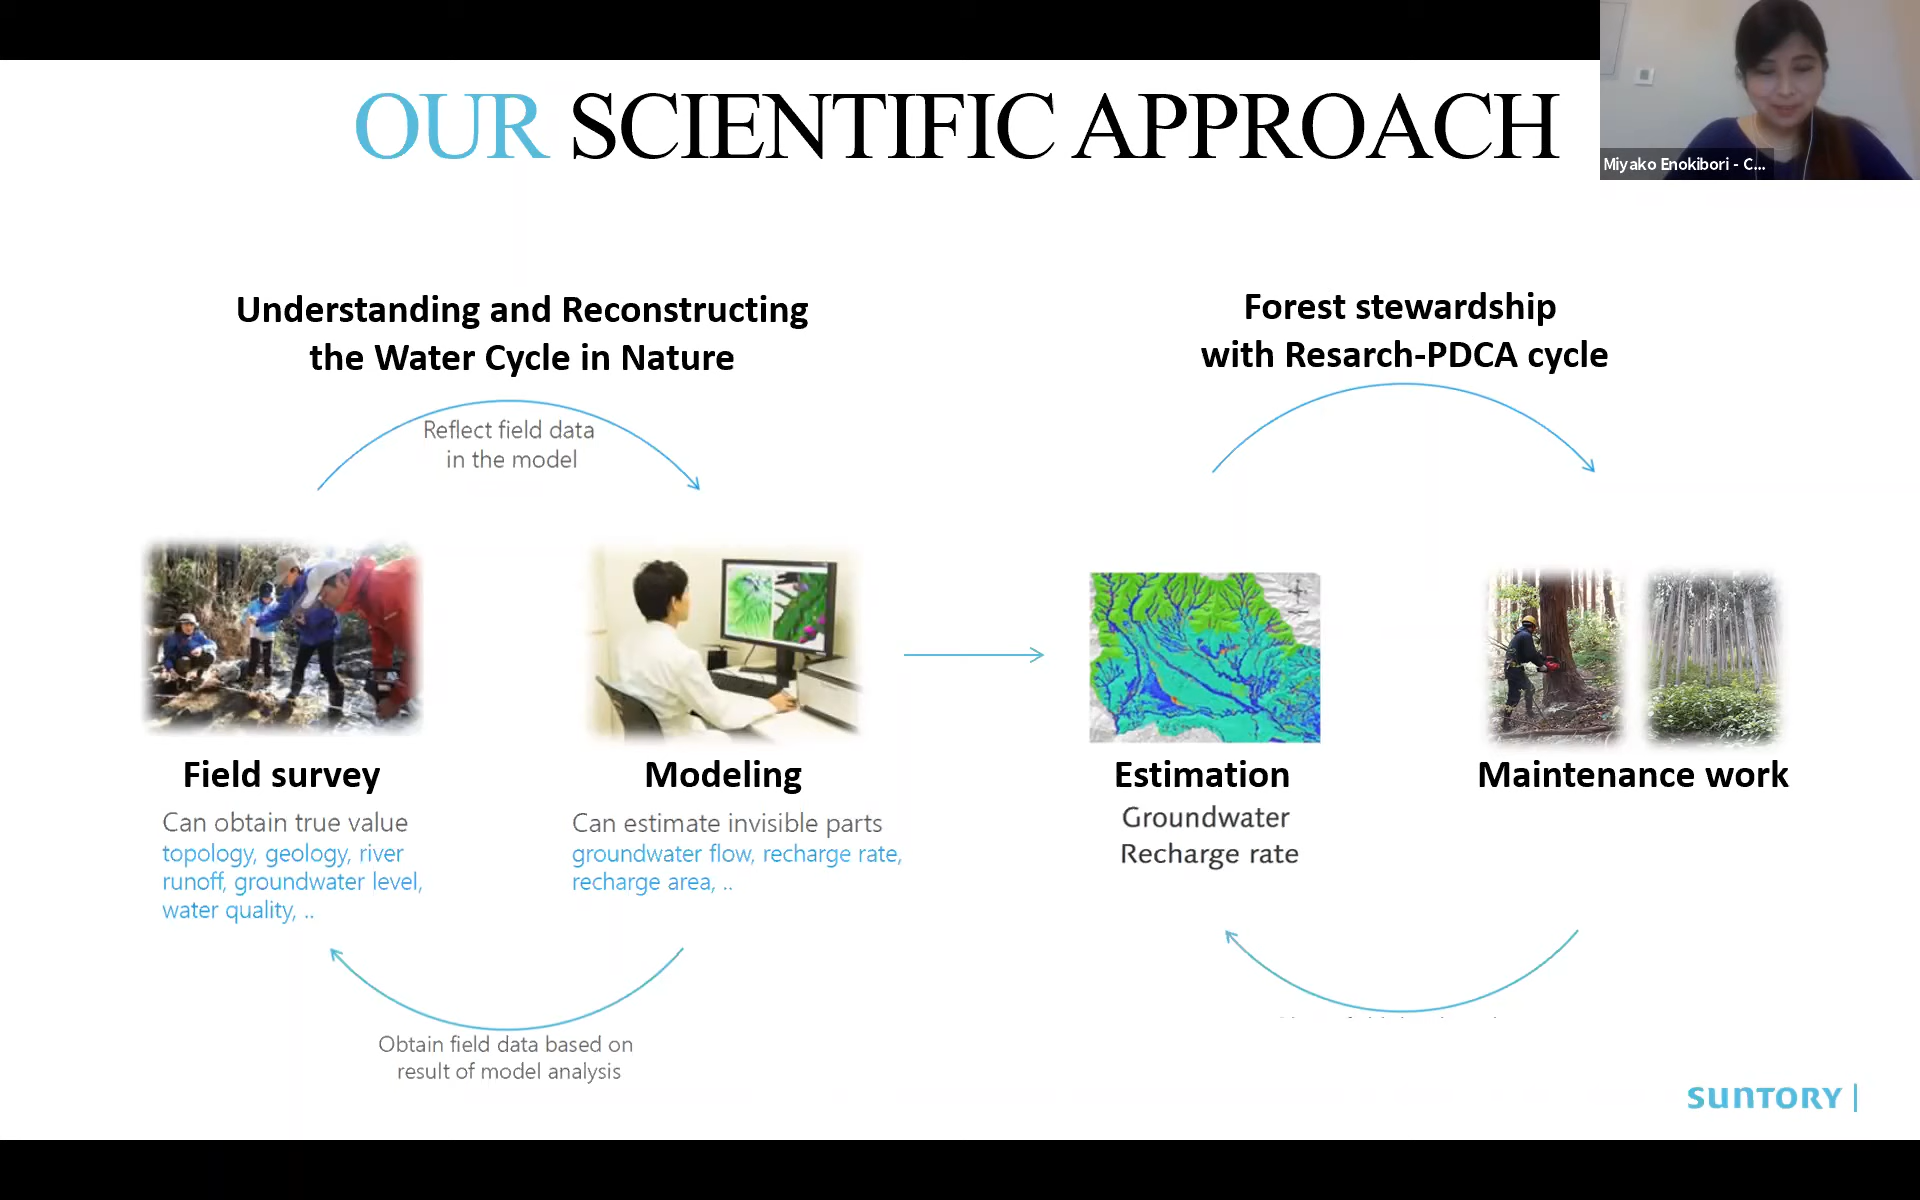 OUR SCIENTIFIC APPROACH
Miyako Enokibori - C...
Understanding and Reconstructing
the Water Cycle in Nature
Reflect field data
in the model
Field survey
Can obtain true value
topology, geology, river
runoff, groundwater level,
water quality, ..
Modeling
Can estimate invisible parts
groundwater flow, recharge rate,
recharge area, ..
Obtain field data based on
result of model analysis
Forest stewardship
with Resarch-PDCA cycle
Estimation
Groundwater
Recharge rate
Maintenance work
SUNTORY